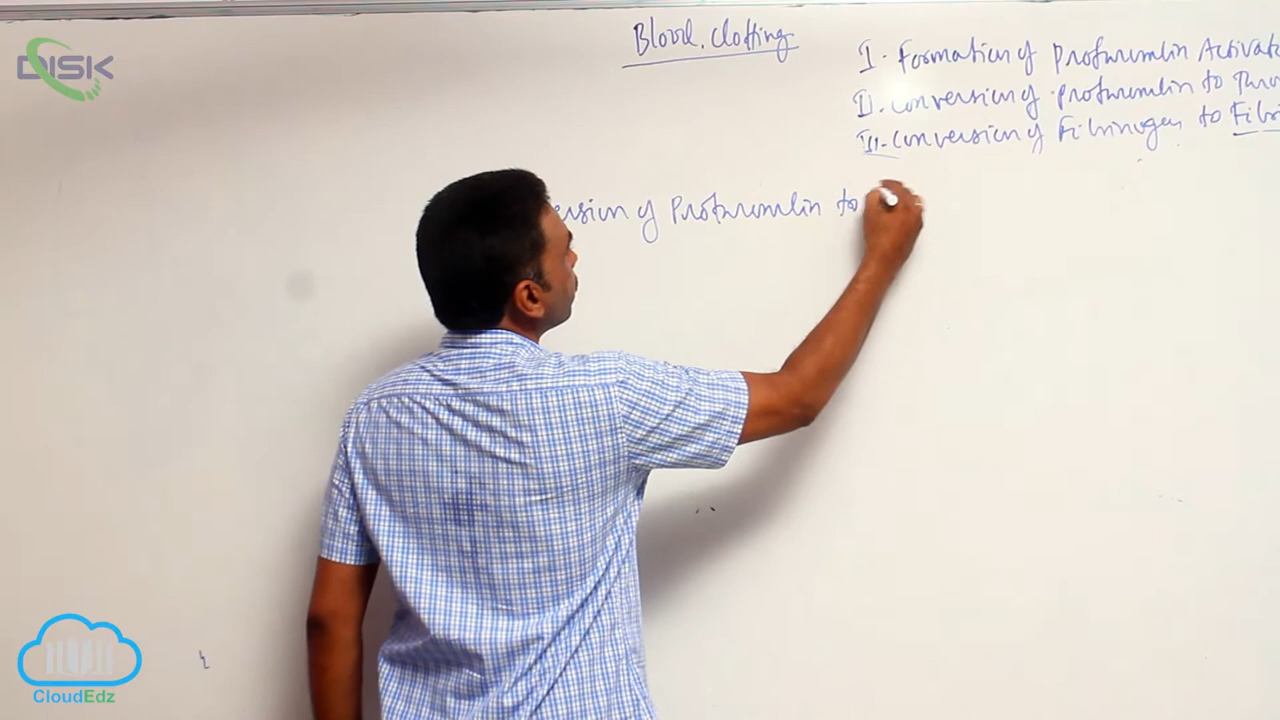 DISK
Blood clotting
I. Formation of Prothrombin Activat
II. Conversion of prothrombin to Thro
III. Conversion of Fibrinogen to Fibri
ersion of Prothrombin to
CloudEdz